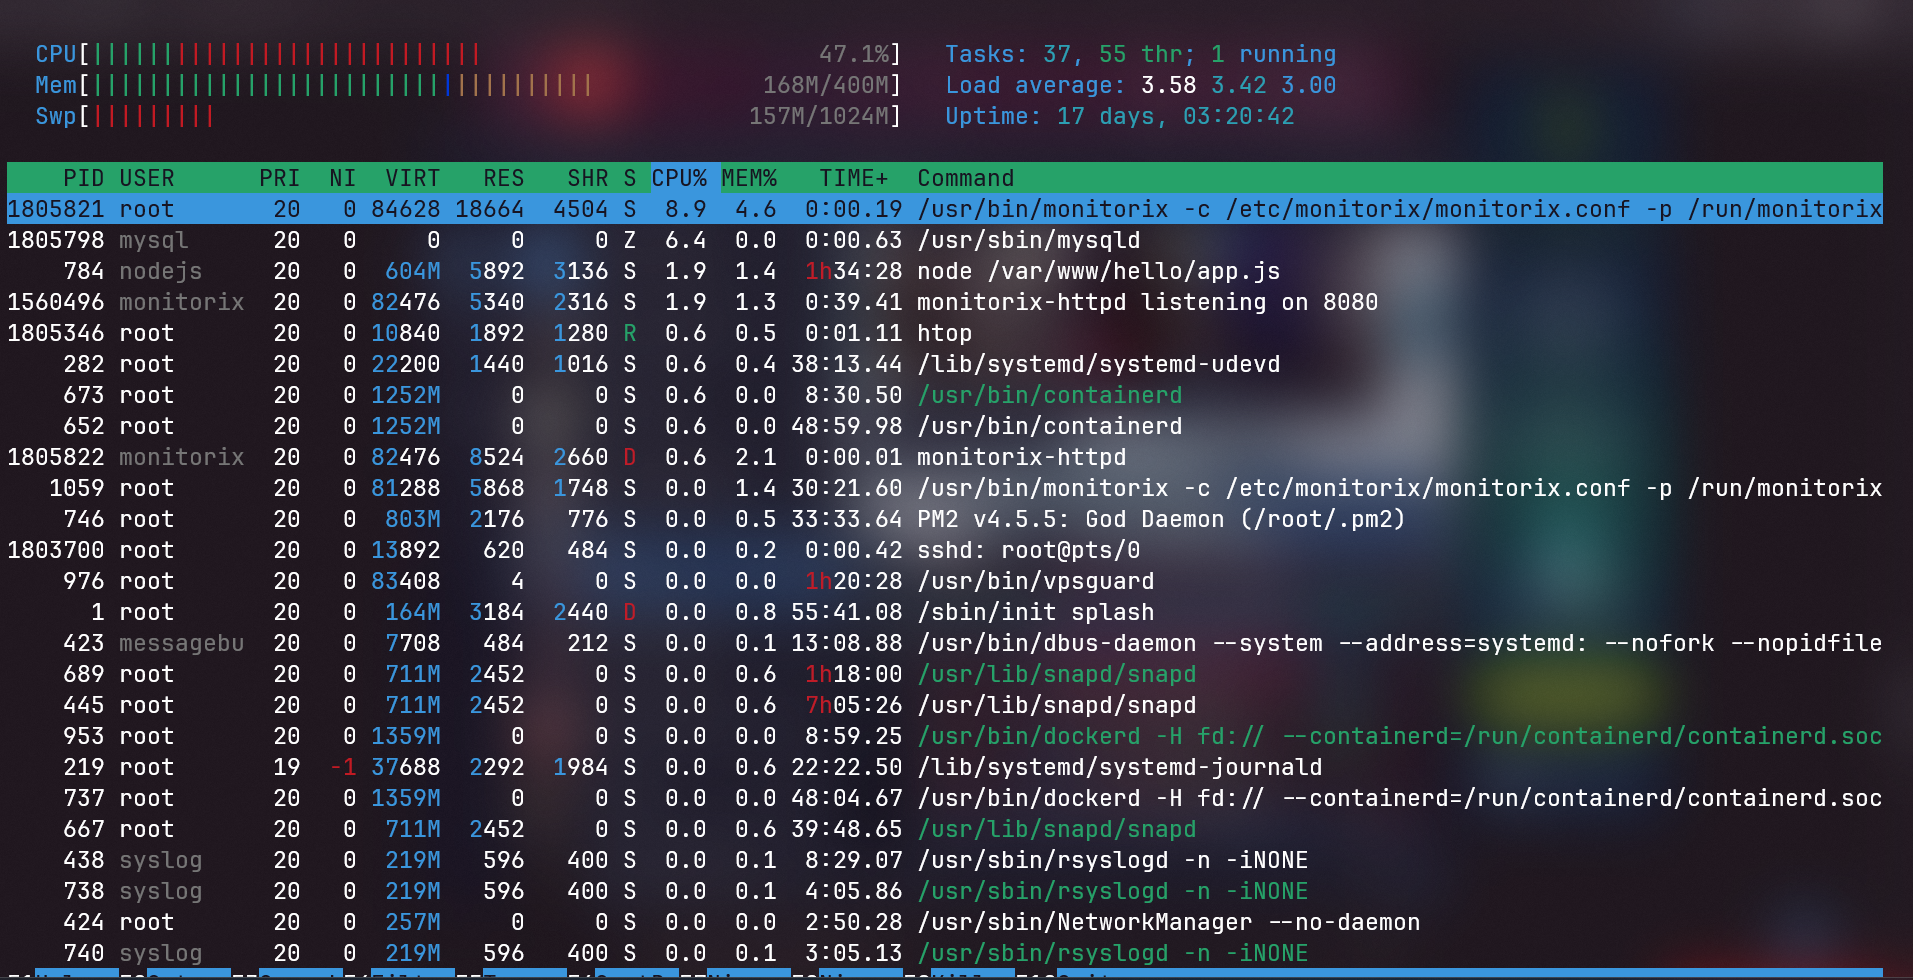 CPU[|||||||||||||||||||||||||||| 47.1%] Tasks: 37, 55 thr; 1 running
Mem[|||||||||||||||||||||||||||||||||||| 168M/400M] Load average: 3.58 3.42 3.00
Swp[||||||||| 157M/1024M] Uptime: 17 days, 03:20:42
PID USER PRI NI VIRT RES SHR S CPU% MEM% TIME+ Command
1805821 root 20 0 84628 18664 4504 S 8.9 4.6 0:00.19 /usr/bin/monitorix -c /etc/monitorix/monitorix.conf -p /run/monitorix
1805798 mysql 20 0 0 0 0 Z 6.4 0.0 0:00.63 /usr/sbin/mysqld
784 nodejs 20 0 604M 5892 3136 S 1.9 1.4 1h34:28 node /var/www/hello/app.js
1560496 monitorix 20 0 82476 5340 2316 S 1.9 1.3 0:39.41 monitorix-httpd listening on 8080
1805346 root 20 0 10840 1892 1280 R 0.6 0.5 0:01.11 htop
282 root 20 0 22200 1440 1016 S 0.6 0.4 38:13.44 /lib/systemd/systemd-udevd
673 root 20 0 1252M 0 0 S 0.6 0.0 8:30.50 /usr/bin/containerd
652 root 20 0 1252M 0 0 S 0.6 0.0 48:59.98 /usr/bin/containerd
1805822 monitorix 20 0 82476 8524 2660 D 0.6 2.1 0:00.01 monitorix-httpd
1059 root 20 0 81288 5868 1748 S 0.0 1.4 30:21.60 /usr/bin/monitorix -c /etc/monitorix/monitorix.conf -p /run/monitorix
746 root 20 0 803M 2176 776 S 0.0 0.5 33:33.64 PM2 v4.5.5: God Daemon (/root/.pm2)
1803700 root 20 0 13892 620 484 S 0.0 0.2 0:00.42 sshd: root@pts/0
976 root 20 0 83408 4 0 S 0.0 0.0 1h20:28 /usr/bin/vpsguard
1 root 20 0 164M 3184 2440 D 0.0 0.8 55:41.08 /sbin/init splash
423 messagebu 20 0 7708 484 212 S 0.0 0.1 13:08.88 /usr/bin/dbus-daemon --system --address=systemd: --nofork --nopidfile
689 root 20 0 711M 2452 0 S 0.0 0.6 1h18:00 /usr/lib/snapd/snapd
445 root 20 0 711M 2452 0 S 0.0 0.6 7h05:26 /usr/lib/snapd/snapd
953 root 20 0 1359M 0 0 S 0.0 0.0 8:59.25 /usr/bin/dockerd -H fd:// --containerd=/run/containerd/containerd.soc
219 root 19 -1 37688 2292 1984 S 0.0 0.6 22:22.50 /lib/systemd/systemd-journald
737 root 20 0 1359M 0 0 S 0.0 0.0 48:04.67 /usr/bin/dockerd -H fd:// --containerd=/run/containerd/containerd.soc
667 root 20 0 711M 2452 0 S 0.0 0.6 39:48.65 /usr/lib/snapd/snapd
438 syslog 20 0 219M 596 400 S 0.0 0.1 8:29.07 /usr/sbin/rsyslogd -n -iNONE
738 syslog 20 0 219M 596 400 S 0.0 0.1 4:05.86 /usr/sbin/rsyslogd -n -iNONE
424 root 20 0 257M 0 0 S 0.0 0.0 2:50.28 /usr/sbin/NetworkManager --no-daemon
740 syslog 20 0 219M 596 400 S 0.0 0.1 3:05.13 /usr/sbin/rsyslogd -n -iNONE